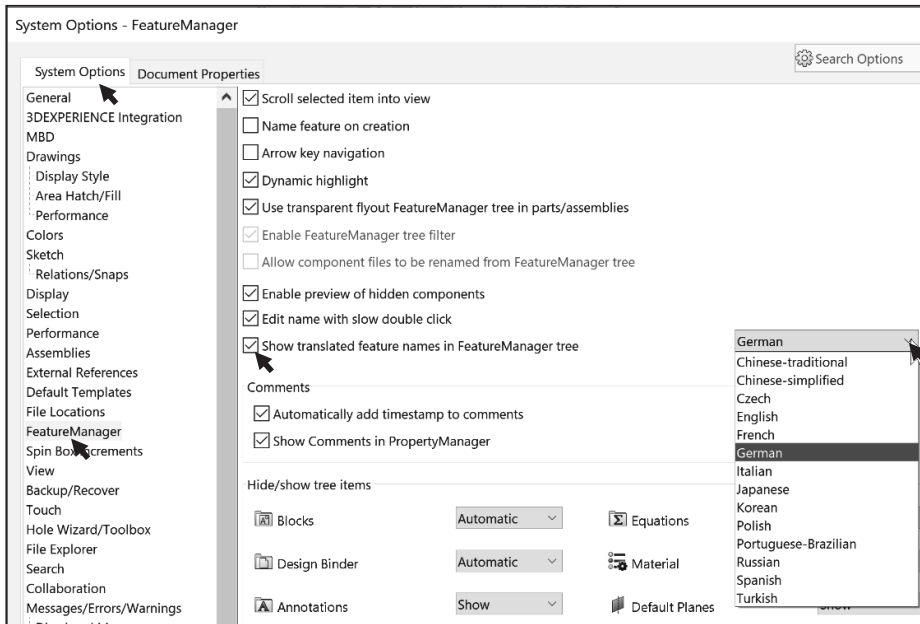 System Options - FeatureManager
Search Options
System Options
Document Properties
General
3DEXPERIENCE Integration
MBD
Drawings
Display Style
Area Hatch/Fill
Performance
Colors
Sketch
Relations/Snaps
Display
Selection
Performance
Assemblies
External References
Default Templates
File Locations
FeatureManager
Spin Box Increments
View
Backup/Recover
Touch
Hole Wizard/Toolbox
File Explorer
Search
Collaboration
Messages/Errors/Warnings
Scroll selected item into view
Name feature on creation
Arrow key navigation
Dynamic highlight
Use transparent flyout FeatureManager tree in parts/assemblies
Enable FeatureManager tree filter
Allow component files to be renamed from FeatureManager tree
Enable preview of hidden components
Edit name with slow double click
Show translated feature names in FeatureManager tree
German
Chinese-traditional
Chinese-simplified
Czech
English
French
German
Italian
Japanese
Korean
Polish
Portuguese-Brazilian
Russian
Spanish
Turkish
Comments
Automatically add timestamp to comments
Show Comments in PropertyManager
Hide/show tree items
Blocks
Automatic
Equations
Design Binder
Automatic
Material
Annotations
Show
Default Planes